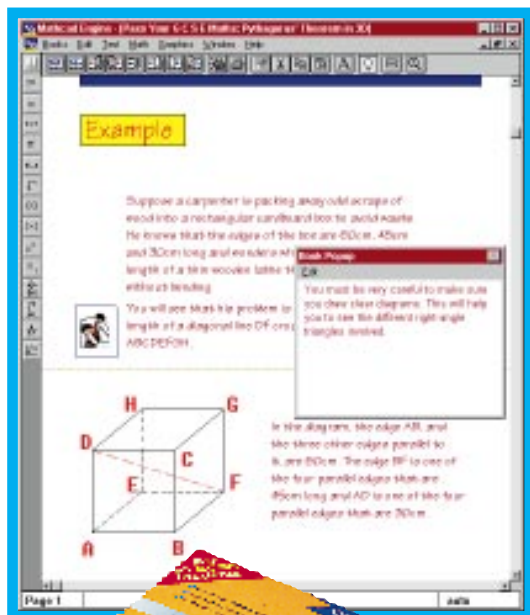 Mathcad Engine - [Pass Your GCSE Maths: Pythagoras' Theorem in 3D]
Books Edit Text Math Graphics Window Help
Example
Suppose a carpenter is packing away odd scraps of
wood into a rectangular cardboard box to avoid waste.
He knows that the edges of the box are 60cm, 45cm
and 30cm long and wonders
length of a thin wooden lathe
without bending.
You will see that his problem is
length of a diagonal line DF
ABCDEFGH.
Book Popup
Edit
You must be very careful to make sure
you draw clear diagrams. This will help
you to see the different right-angle
triangles involved.
H
G
D
C
E
F
A
B
In the diagram, the edge AB, and
the three other edges parallel to
it, are 60cm. The edge BF is one
of the four parallel edges that are
45cm long and AD is one of the four
parallel edges that are 30cm.
Page 1
auto